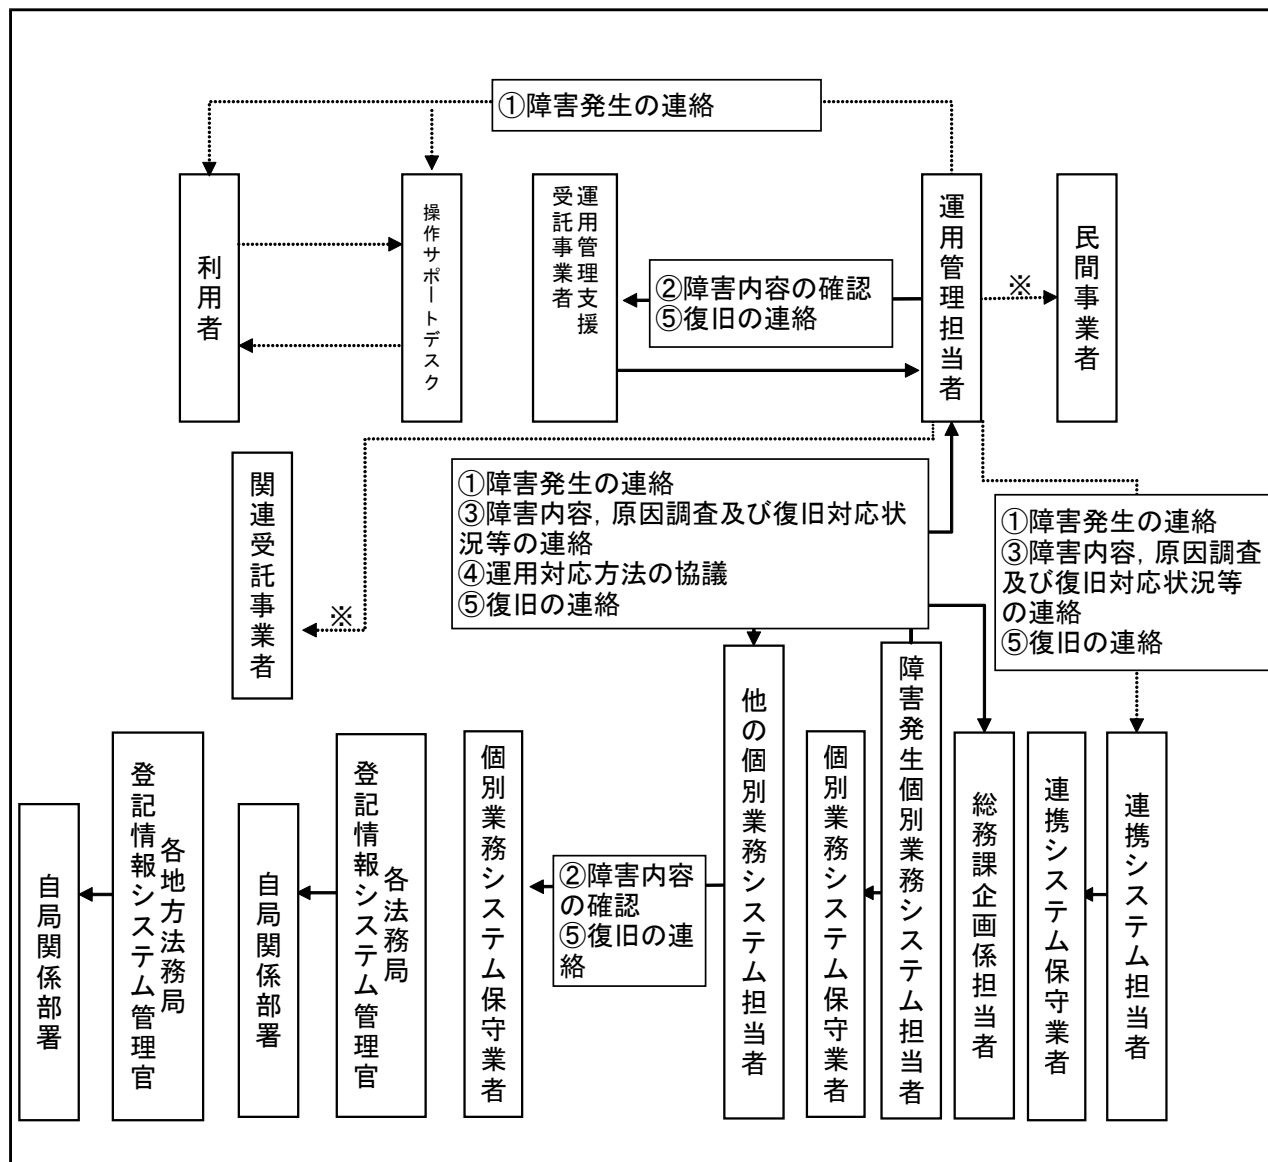 ①障害発生の連絡
利用者
操作サポートデスク
運用管理支援
受託事業者
②障害内容の確認
⑤復旧の連絡
運用管理担当者
※
民間事業者
関連受託事業者
※
①障害発生の連絡
③障害内容，原因調査及び復旧対応状
況等の連絡
④運用対応方法の協議
⑤復旧の連絡
①障害発生の連絡
③障害内容，原因調査
及び復旧対応状況等
の連絡
⑤復旧の連絡
自局関係部署
各地方法務局
登記情報システム管理官
自局関係部署
各法務局
登記情報システム管理官
個別業務システム保守業者
②障害内容
の確認
⑤復旧の連
絡
他の個別業務システム担当者
個別業務システム保守業者
障害発生個別業務システム担当者
総務課企画係担当者
連携システム保守業者
連携システム担当者